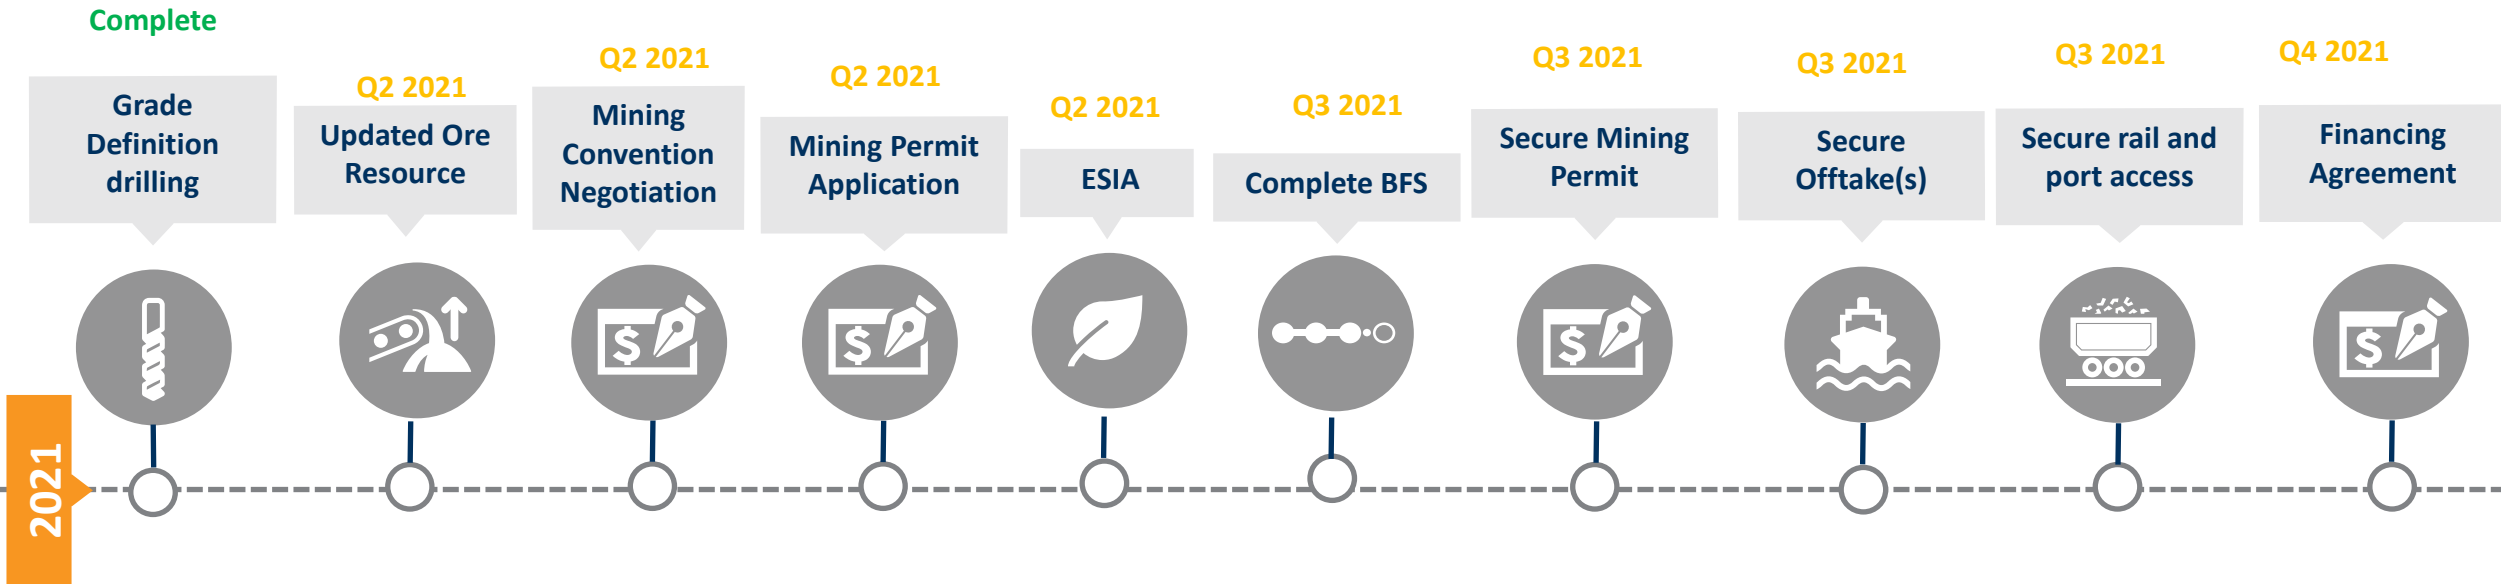 Complete
Grade
Definition
drilling
Q2 2021
Updated Ore
Resource
Q2 2021
Mining
Convention
Negotiation
Q2 2021
Mining Permit
Application
Q2 2021
ESIA
Q3 2021
Complete BFS
Q3 2021
Secure Mining
Permit
Q3 2021
Secure
Offtake(s)
Q3 2021
Secure rail and
port access
Q4 2021
Financing
Agreement
$
$
$
$
2021